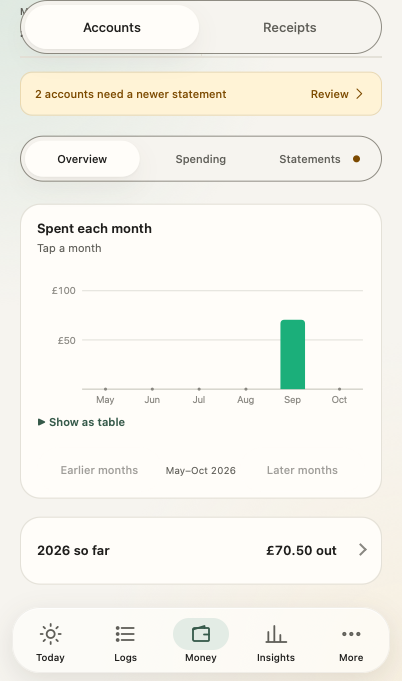 Accounts
Receipts
2 accounts need a newer statement
Review
Overview
Spending
Statements
Spent each month
Tap a month
£100
£50
May
Jun
Jul
Aug
Sep
Oct
Show as table
Earlier months
May–Oct 2026
Later months
2026 so far
£70.50 out
Today
Logs
Money
Insights
More